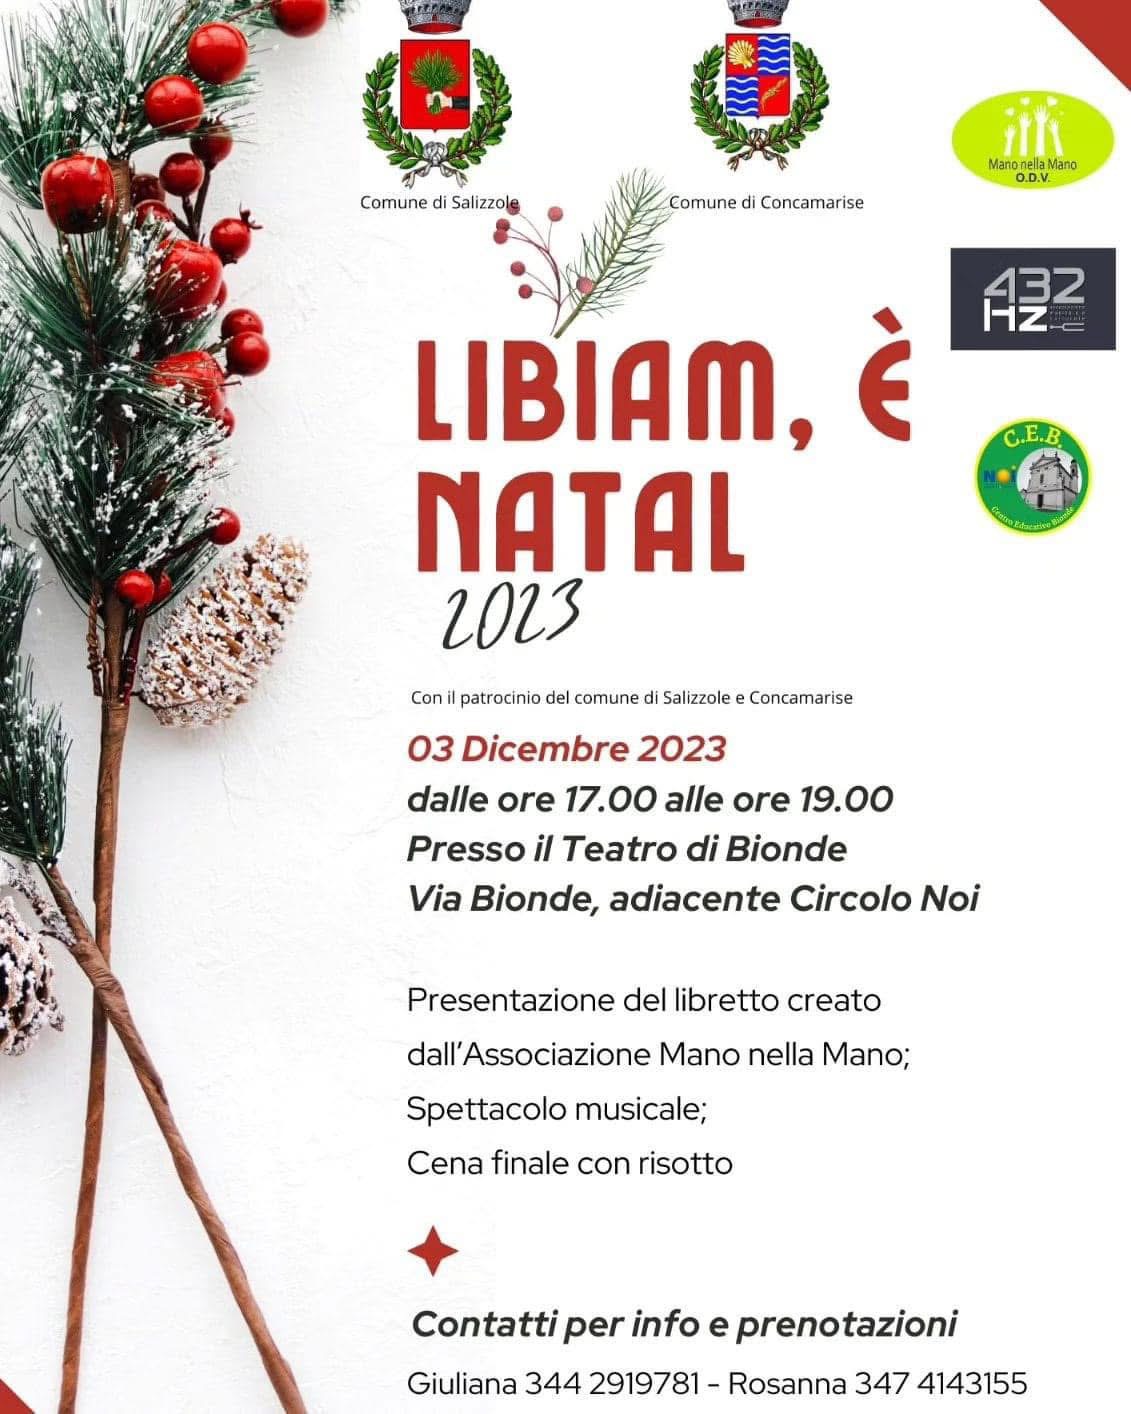 Comune di Salizzole
Comune di Concamarise
Mano nella Mano
O.D.V.
432
HZ
C.E.B.
NOI
Centro Educativo Bionde
LIBIAM, È
NATAL
2023
Con il patrocinio del comune di Salizzole e Concamarise
03 Dicembre 2023
dalle ore 17.00 alle ore 19.00
Presso il Teatro di Bionde
Via Bionde, adiacente Circolo Noi
Presentazione del libretto creato
dall'Associazione Mano nella Mano;
Spettacolo musicale;
Cena finale con risotto
Contatti per info e prenotazioni
Giuliana 344 2919781 - Rosanna 347 4143155